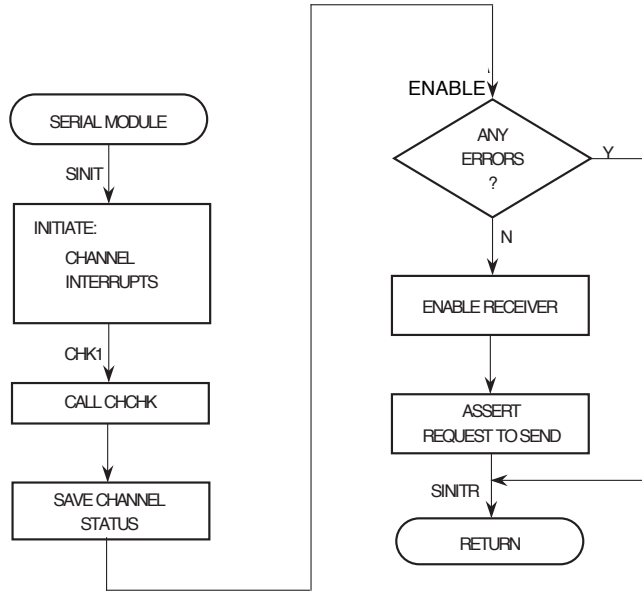 SERIAL MODULE
SINIT
INITIATE:
CHANNEL
INTERRUPTS
CHK1
CALL CHCHK
SAVE CHANNEL
STATUS
ENABLE
ANY
ERRORS
?
Y
N
ENABLE RECEIVER
ASSERT
REQUEST TO SEND
SINITR
RETURN